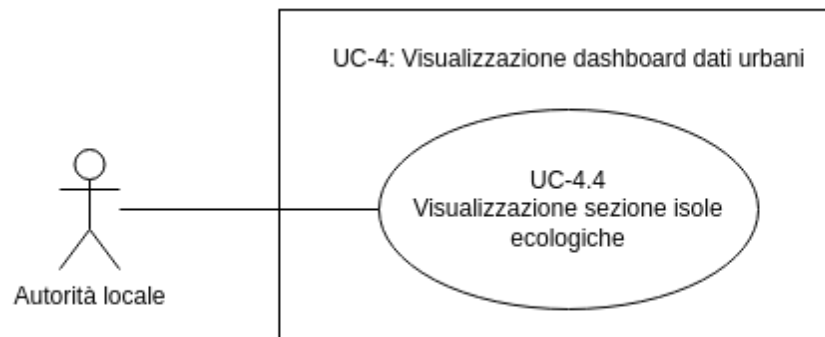 UC-4: Visualizzazione dashboard dati urbani
UC-4.4
Visualizzazione sezione isole
ecologiche
Autorità locale